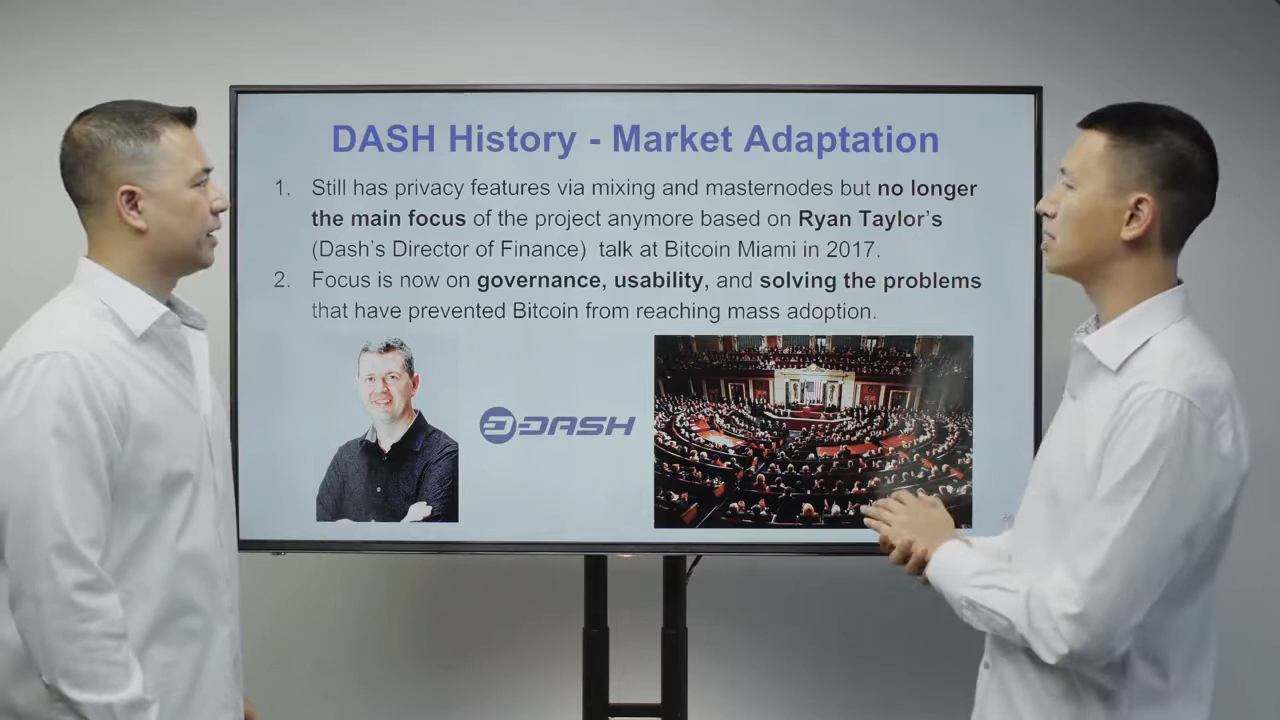 DASH History - Market Adaptation
1. Still has privacy features via mixing and masternodes but no longer
the main focus of the project anymore based on Ryan Taylor's
(Dash's Director of Finance) talk at Bitcoin Miami in 2017.
2. Focus is now on governance, usability, and solving the problems
that have prevented Bitcoin from reaching mass adoption.
DASH